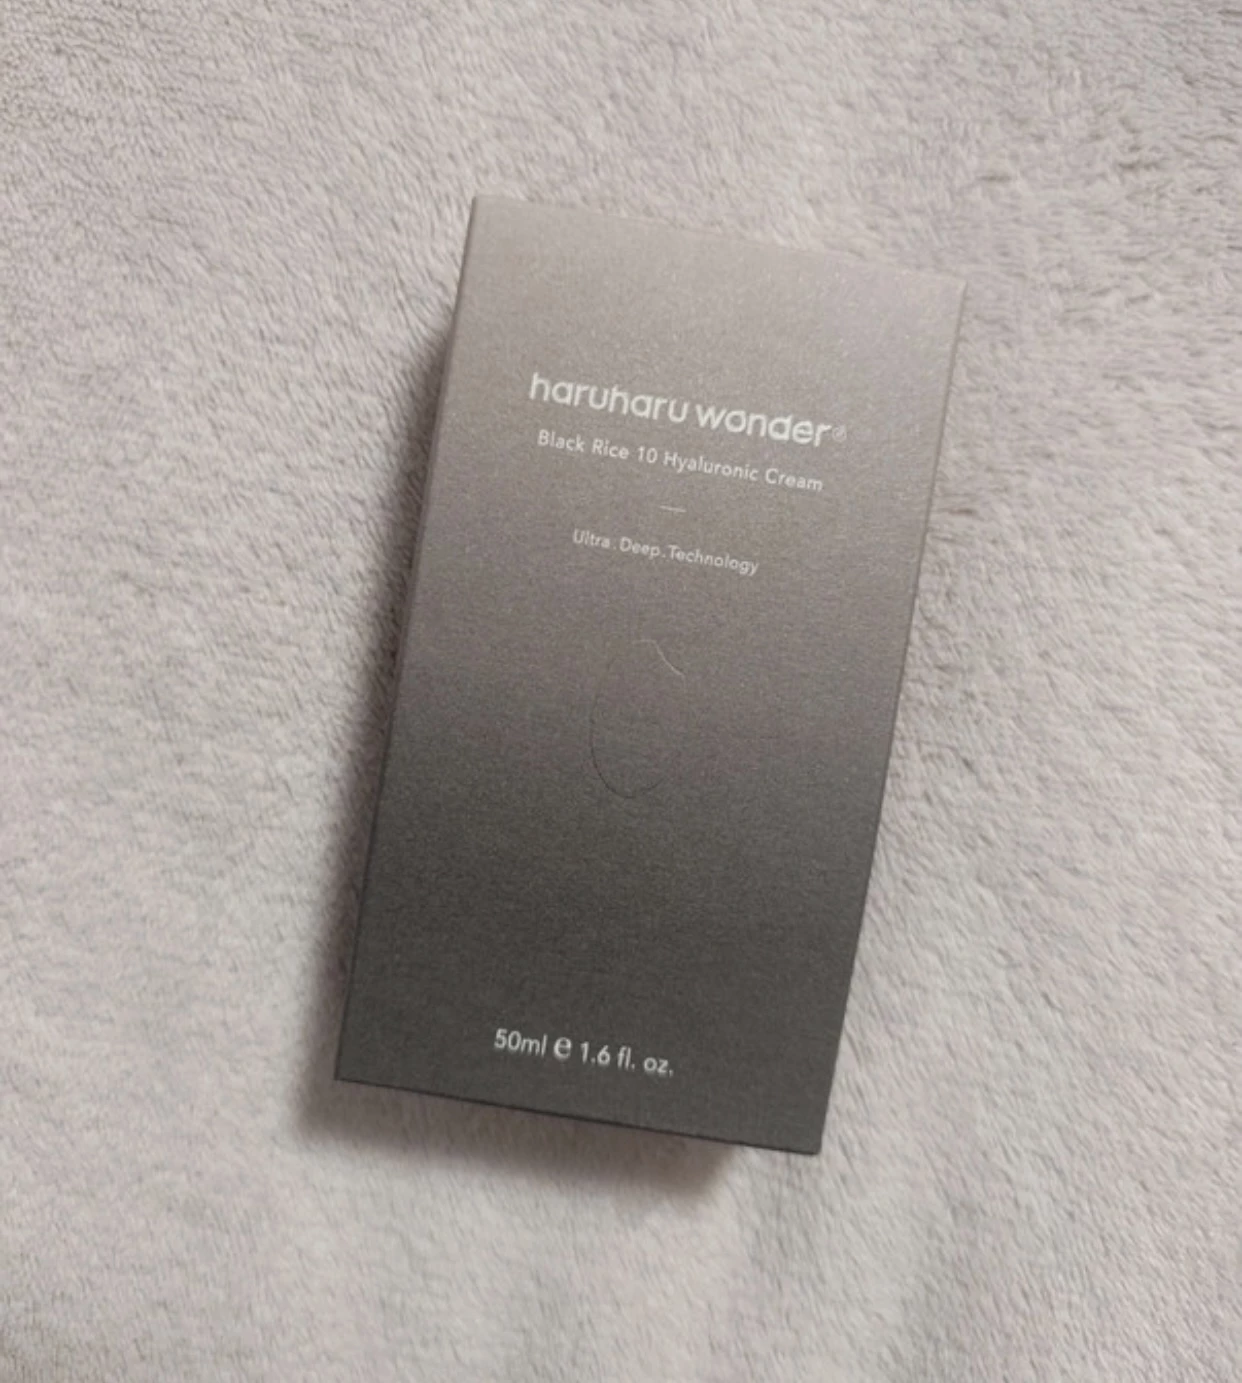 haruharu wonder®
Black Rice 10 Hyaluronic Cream
Ultra.Deep.Technology
50ml ℮ 1.6 fl. oz.